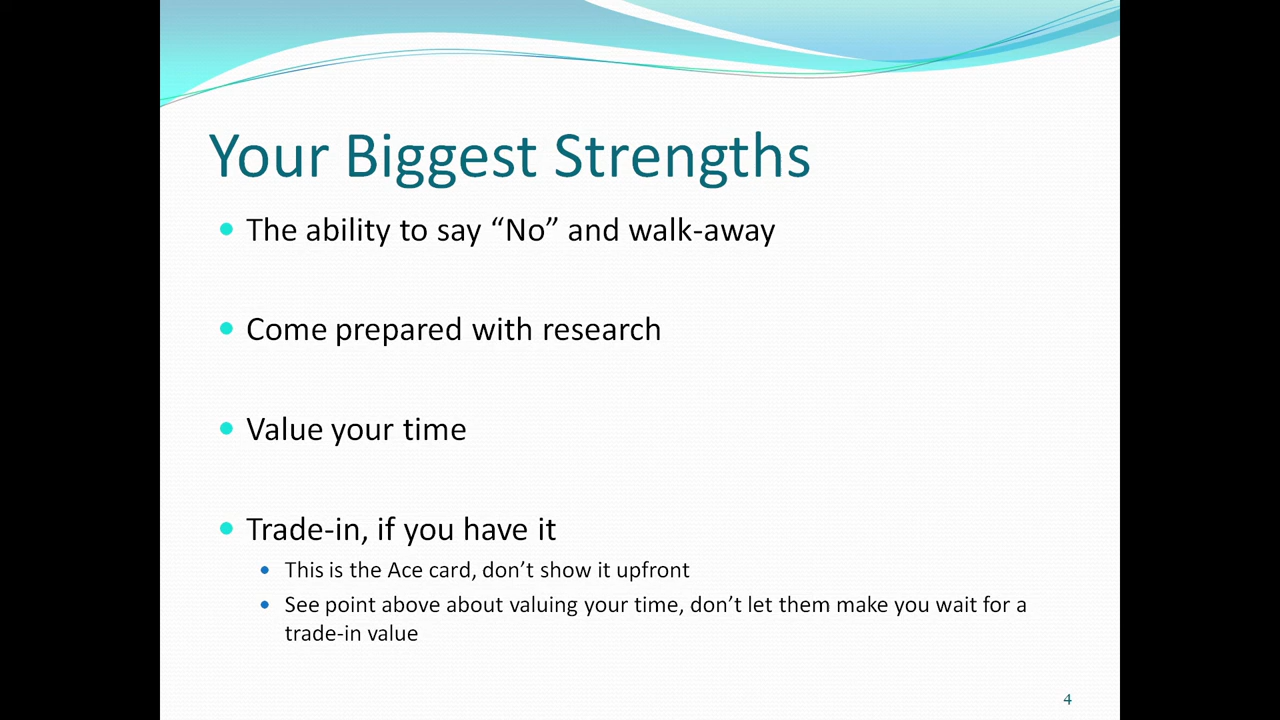 Your Biggest Strengths
The ability to say “No” and walk-away
Come prepared with research
Value your time
Trade-in, if you have it
This is the Ace card, don’t show it upfront
See point above about valuing your time, don’t let them make you wait for a
trade-in value
4